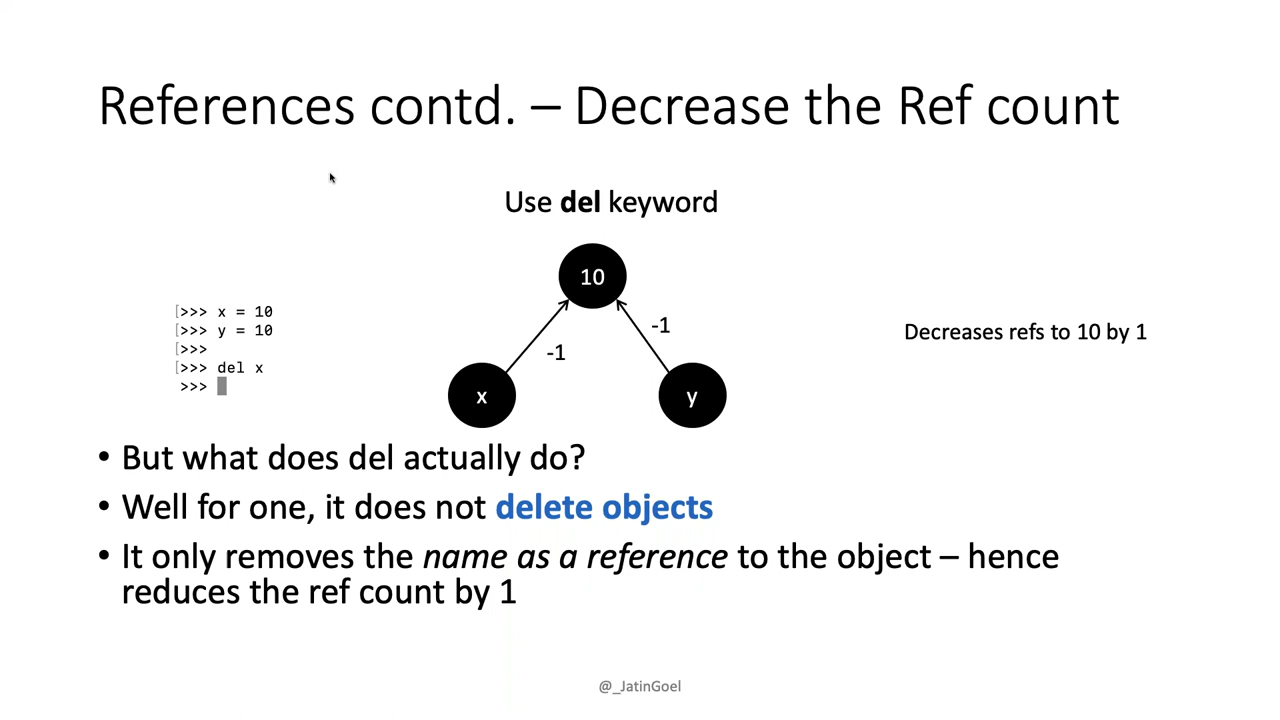 References contd. – Decrease the Ref count
Use del keyword
10
[>>> x = 10
[>>> y = 10
[>>>
[>>> del x
>>>
-1
-1
x
y
Decreases refs to 10 by 1
• But what does del actually do?
• Well for one, it does not delete objects
• It only removes the name as a reference to the object – hence
reduces the ref count by 1
@_JatinGoel